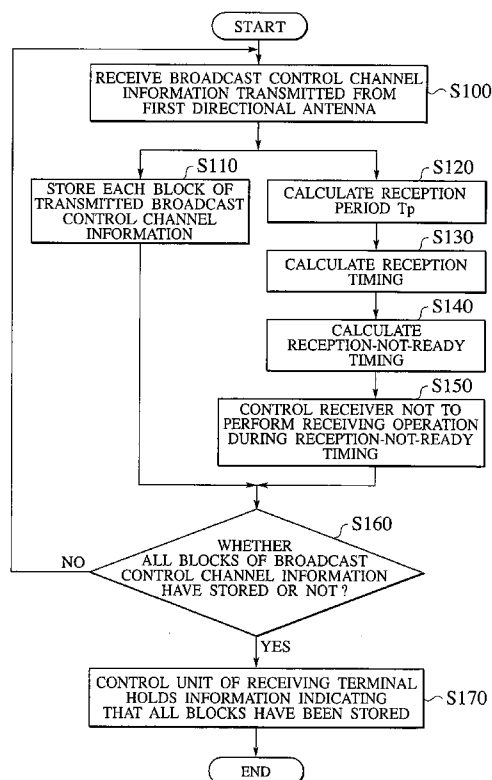 START
RECEIVE BROADCAST CONTROL CHANNEL
INFORMATION TRANSMITTED FROM
FIRST DIRECTIONAL ANTENNA
S100
S110
STORE EACH BLOCK OF
TRANSMITTED BROADCAST
CONTROL CHANNEL
INFORMATION
S120
CALCULATE RECEPTION
PERIOD Tp
S130
CALCULATE RECEPTION
TIMING
S140
CALCULATE
RECEPTION-NOT-READY
TIMING
S150
CONTROL RECEIVER NOT TO
PERFORM RECEIVING OPERATION
DURING RECEPTION-NOT-READY
TIMING
S160
WHETHER
ALL BLOCKS OF BROADCAST
CONTROL CHANNEL INFORMATION
HAVE STORED OR NOT ?
NO
YES
CONTROL UNIT OF RECEIVING TERMINAL
HOLDS INFORMATION INDICATING
THAT ALL BLOCKS HAVE BEEN STORED
S170
END